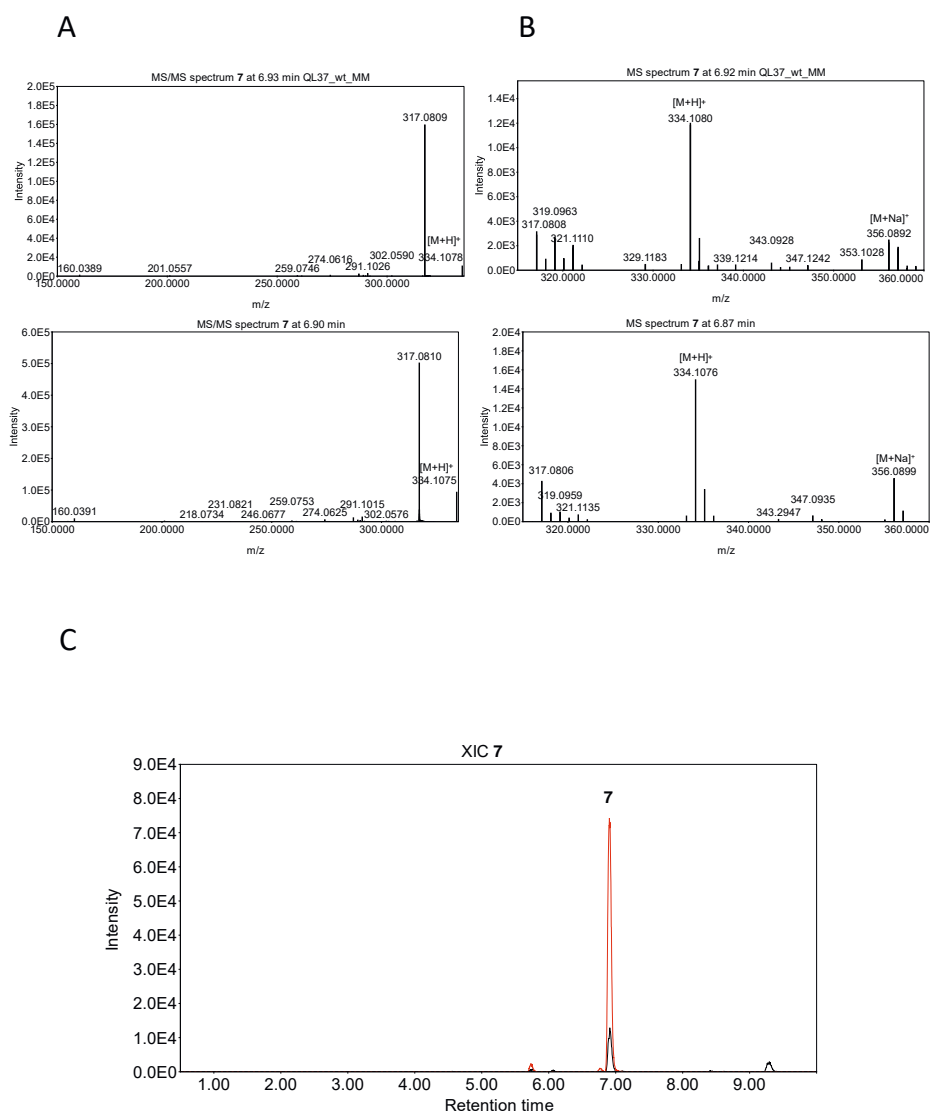 A
B
MS/MS spectrum 7 at 6.93 min QL37_wt_MM
2.0E5
1.8E5
1.6E5
1.4E5
1.2E5
1.0E5
8.0E4
6.0E4
4.0E4
2.0E4
0.0E0
Intensity
317.0809
[M+H]+
334.1078
302.0590
291.1026
274.0616
259.0746
201.0557
160.0389
150.0000 200.0000 250.0000 300.0000
m/z
MS spectrum 7 at 6.92 min QL37_wt_MM
1.4E4
1.2E4
1.0E4
8.0E3
6.0E3
4.0E3
2.0E3
0.0E0
Intensity
[M+H]+
334.1080
319.0963
317.0808
321.1110
329.1183
339.1214
343.0928
347.1242
353.1028
[M+Na]+
356.0892
320.0000 330.0000 340.0000 350.0000 360.0000
m/z
MS/MS spectrum 7 at 6.90 min
6.0E5
5.0E5
4.0E5
3.0E5
2.0E5
1.0E5
0.0E0
Intensity
317.0810
[M+H]+
334.1075
160.0391
218.0734
231.0821
246.0677
259.0753
274.0625
291.1015
302.0576
150.0000 200.0000 250.0000 300.0000
m/z
MS spectrum 7 at 6.87 min
2.0E4
1.8E4
1.6E4
1.4E4
1.2E4
1.0E4
8.0E3
6.0E3
4.0E3
2.0E3
0.0E0
Intensity
[M+H]+
334.1076
317.0806
319.0959
321.1135
343.2947
347.0935
[M+Na]+
356.0899
320.0000 330.0000 340.0000 350.0000 360.0000
m/z
C
XIC 7
9.0E4
8.0E4
7.0E4
6.0E4
5.0E4
4.0E4
3.0E4
2.0E4
1.0E4
0.0E0
Intensity
7
1.00 2.00 3.00 4.00 5.00 6.00 7.00 8.00 9.00
Retention time